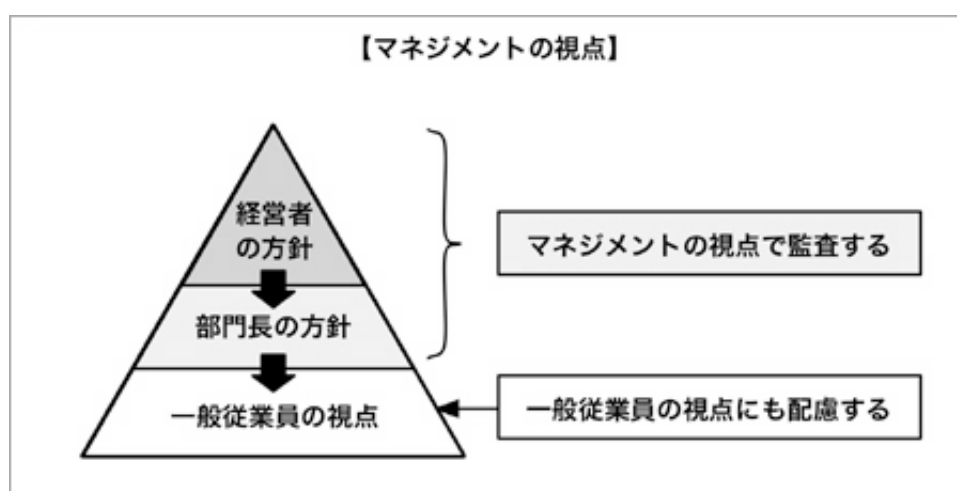 【マネジメントの視点】
経営者
の方針
マネジメントの視点で監査する
部門長の方針
一般従業員の視点
一般従業員の視点にも配慮する